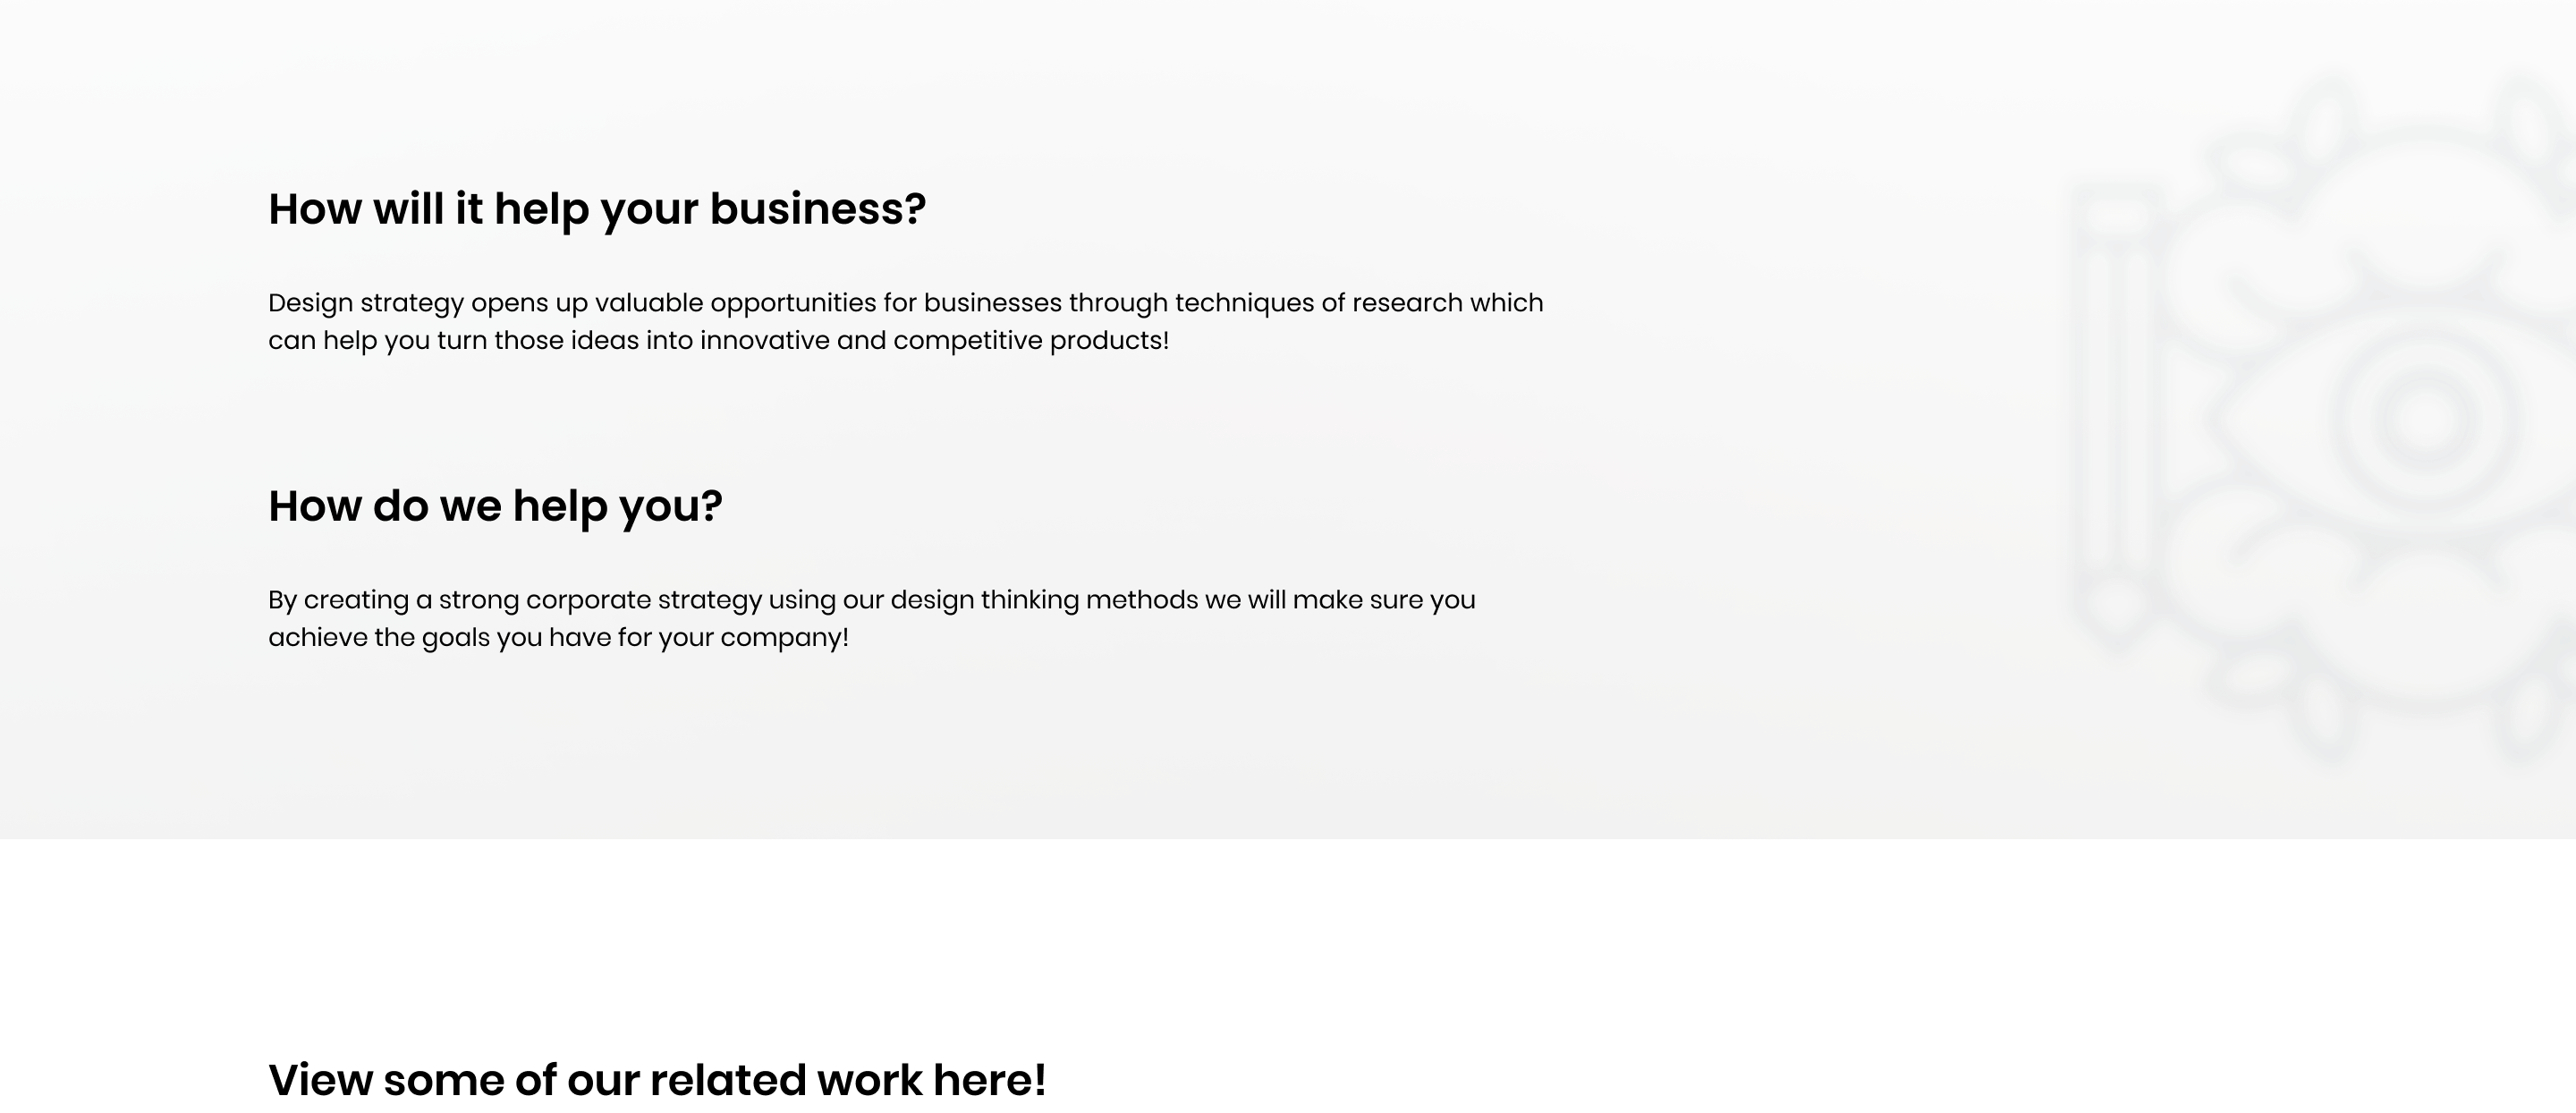 How will it help your business?
Design strategy opens up valuable opportunities for businesses through techniques of research which
can help you turn those ideas into innovative and competitive products!
How do we help you?
By creating a strong corporate strategy using our design thinking methods we will make sure you
achieve the goals you have for your company!
View some of our related work here!